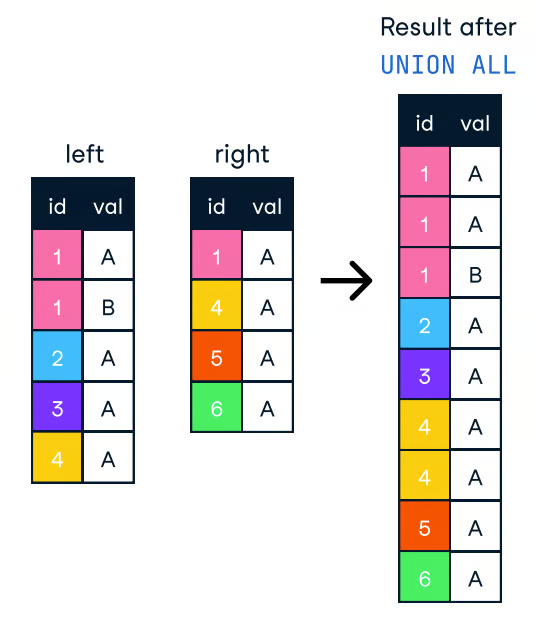 Result after
UNION ALL
left
id val
1 A
1 B
2 A
3 A
4 A
right
id val
1 A
4 A
5 A
6 A
id val
1 A
1 A
1 B
2 A
3 A
4 A
4 A
5 A
6 A